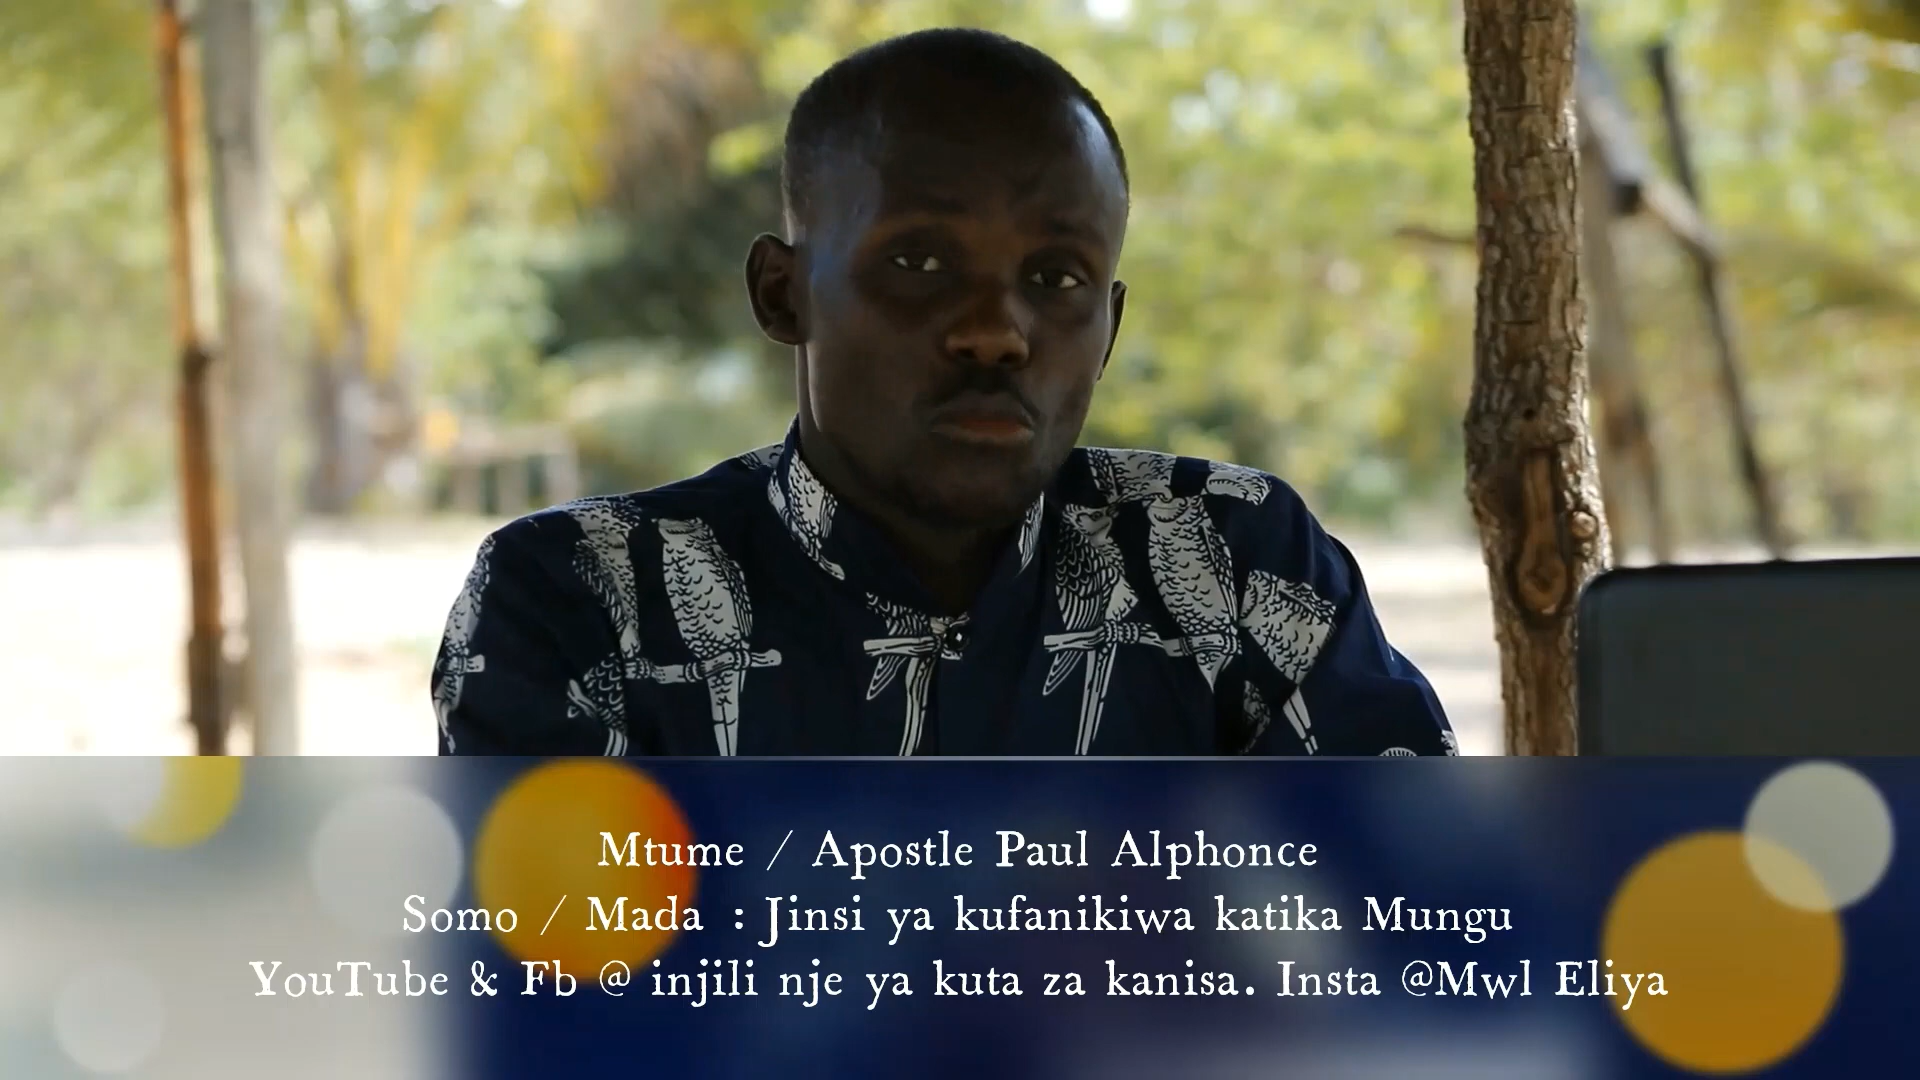 Mtume / Apostle Paul Alphonce
Somo / Mada : Jinsi ya kufanikiwa katika Mungu
YouTube & Fb @ injili nje ya kuta za kanisa. Insta @Mwl Eliya